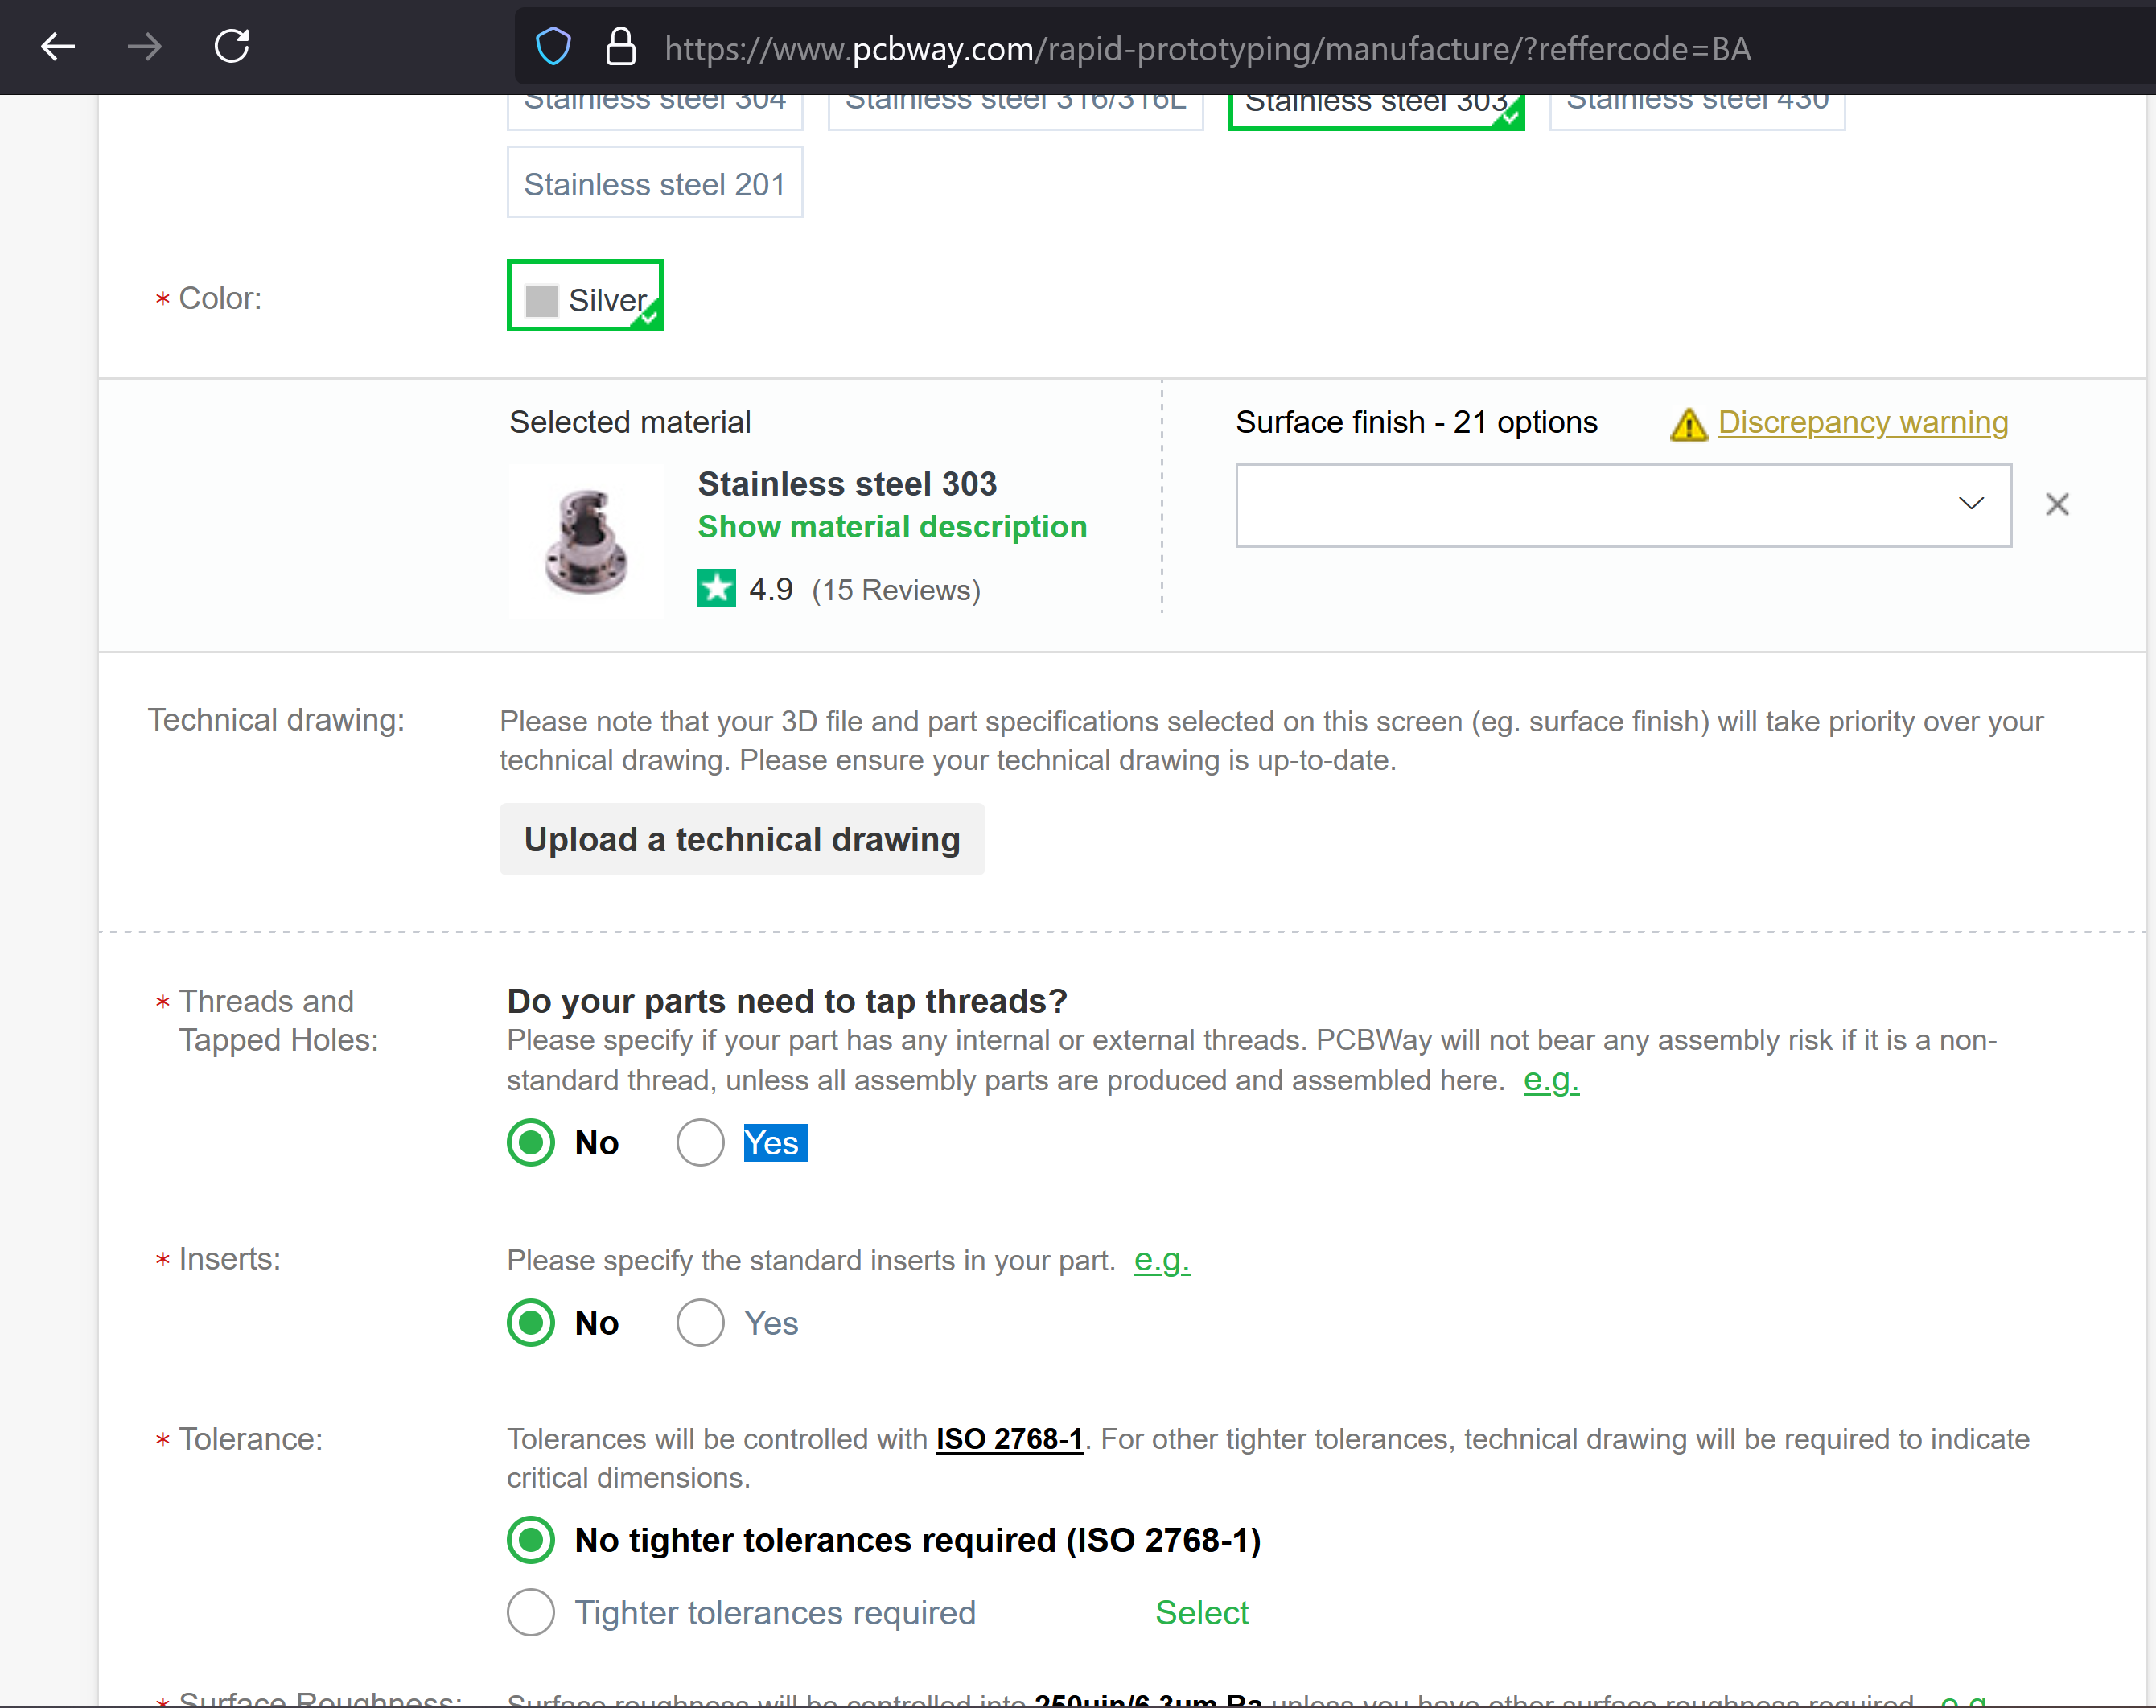 https://www.pcbway.com/rapid-prototyping/manufacture/?reffercode=BA
Stainless steel 304 Stainless steel 316/316L Stainless steel 303 Stainless steel 430
Stainless steel 201
* Color: Silver
Selected material Surface finish - 21 options Discrepancy warning
Stainless steel 303
Show material description
4.9 (15 Reviews)
Technical drawing: Please note that your 3D file and part specifications selected on this screen (eg. surface finish) will take priority over your
technical drawing. Please ensure your technical drawing is up-to-date.
Upload a technical drawing
* Threads and Do your parts need to tap threads?
Tapped Holes: Please specify if your part has any internal or external threads. PCBWay will not bear any assembly risk if it is a non-
standard thread, unless all assembly parts are produced and assembled here. e.g.
No Yes
* Inserts: Please specify the standard inserts in your part. e.g.
No Yes
* Tolerance: Tolerances will be controlled with ISO 2768-1. For other tighter tolerances, technical drawing will be required to indicate
critical dimensions.
No tighter tolerances required (ISO 2768-1)
Tighter tolerances required Select
* Surface Roughness: Surface roughness will be controlled into 250uin/6.3um Ra unless you have other surface roughness required. e.g.